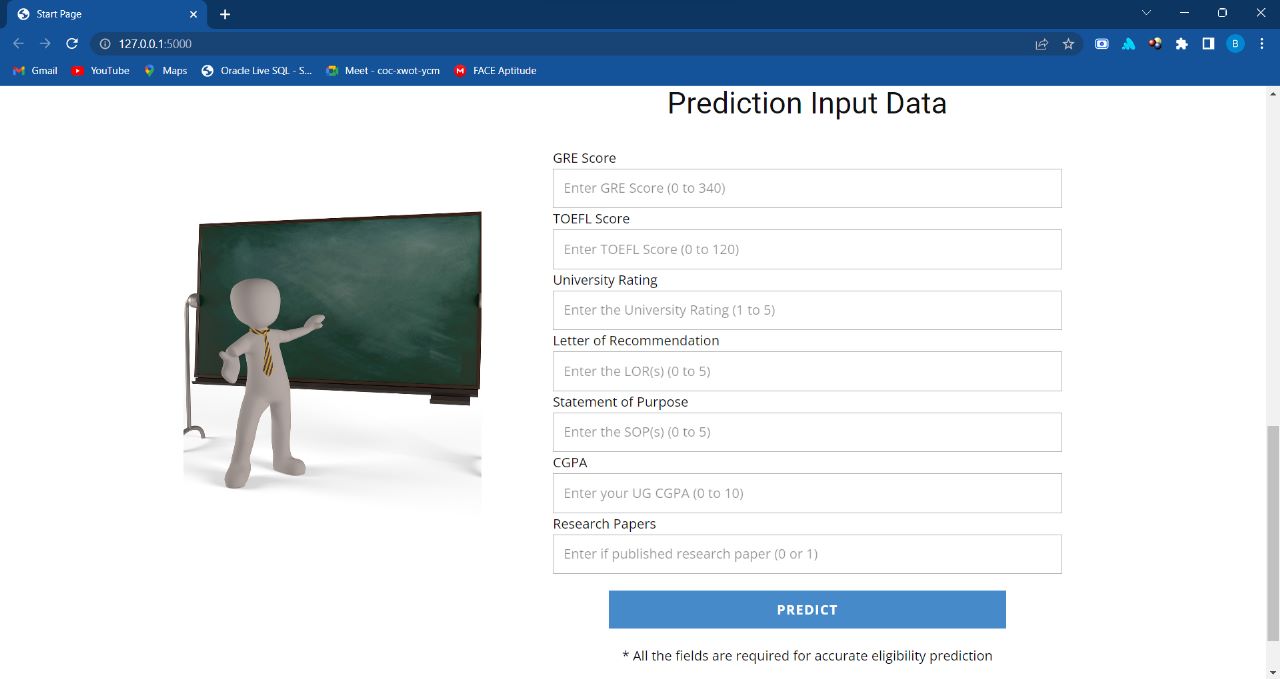 Start Page
127.0.0.1:5000
B
Gmail
YouTube
Maps
Oracle Live SQL - S...
Meet - coc-xwot-ycm
M
FACE Aptitude
Prediction Input Data
GRE Score
Enter GRE Score (0 to 340)
TOEFL Score
Enter TOEFL Score (0 to 120)
University Rating
Enter the University Rating (1 to 5)
Letter of Recommendation
Enter the LOR(s) (0 to 5)
Statement of Purpose
Enter the SOP(s) (0 to 5)
CGPA
Enter your UG CGPA (0 to 10)
Research Papers
Enter if published research paper (0 or 1)
PREDICT
* All the fields are required for accurate eligibility prediction